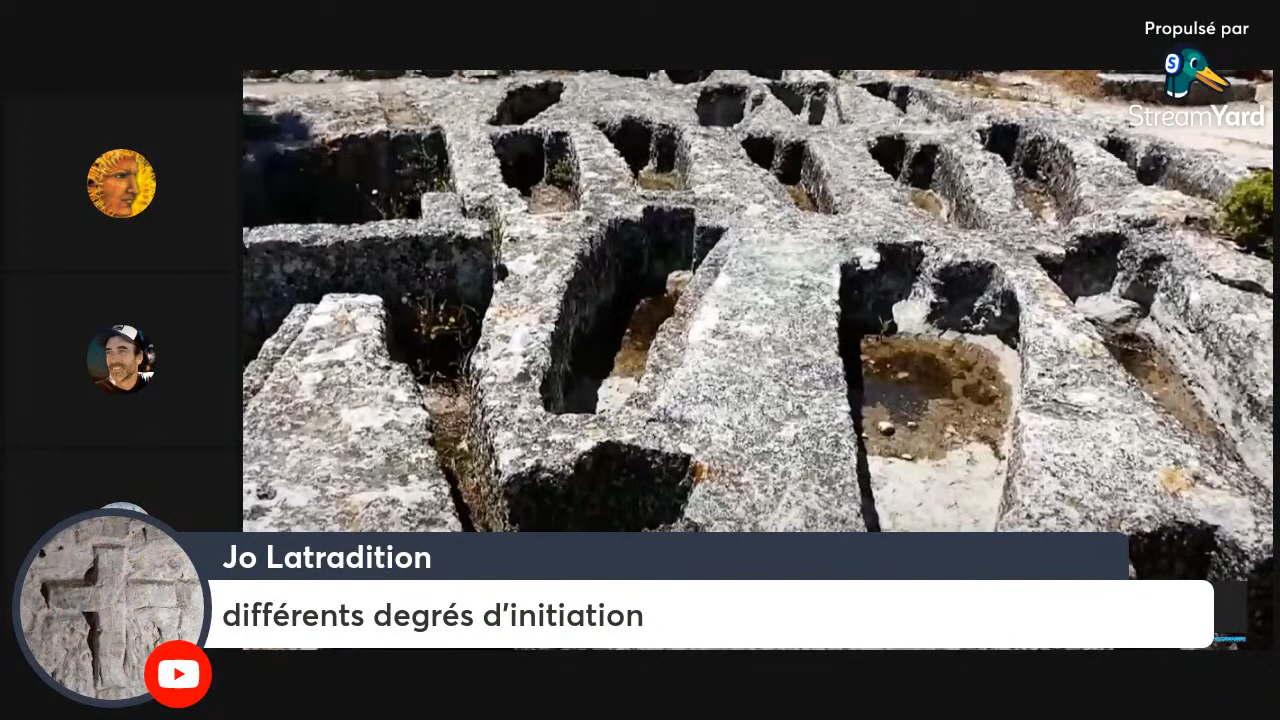 Propulsé par
StreamYard
Jo Latradition
différents degrés d'initiation